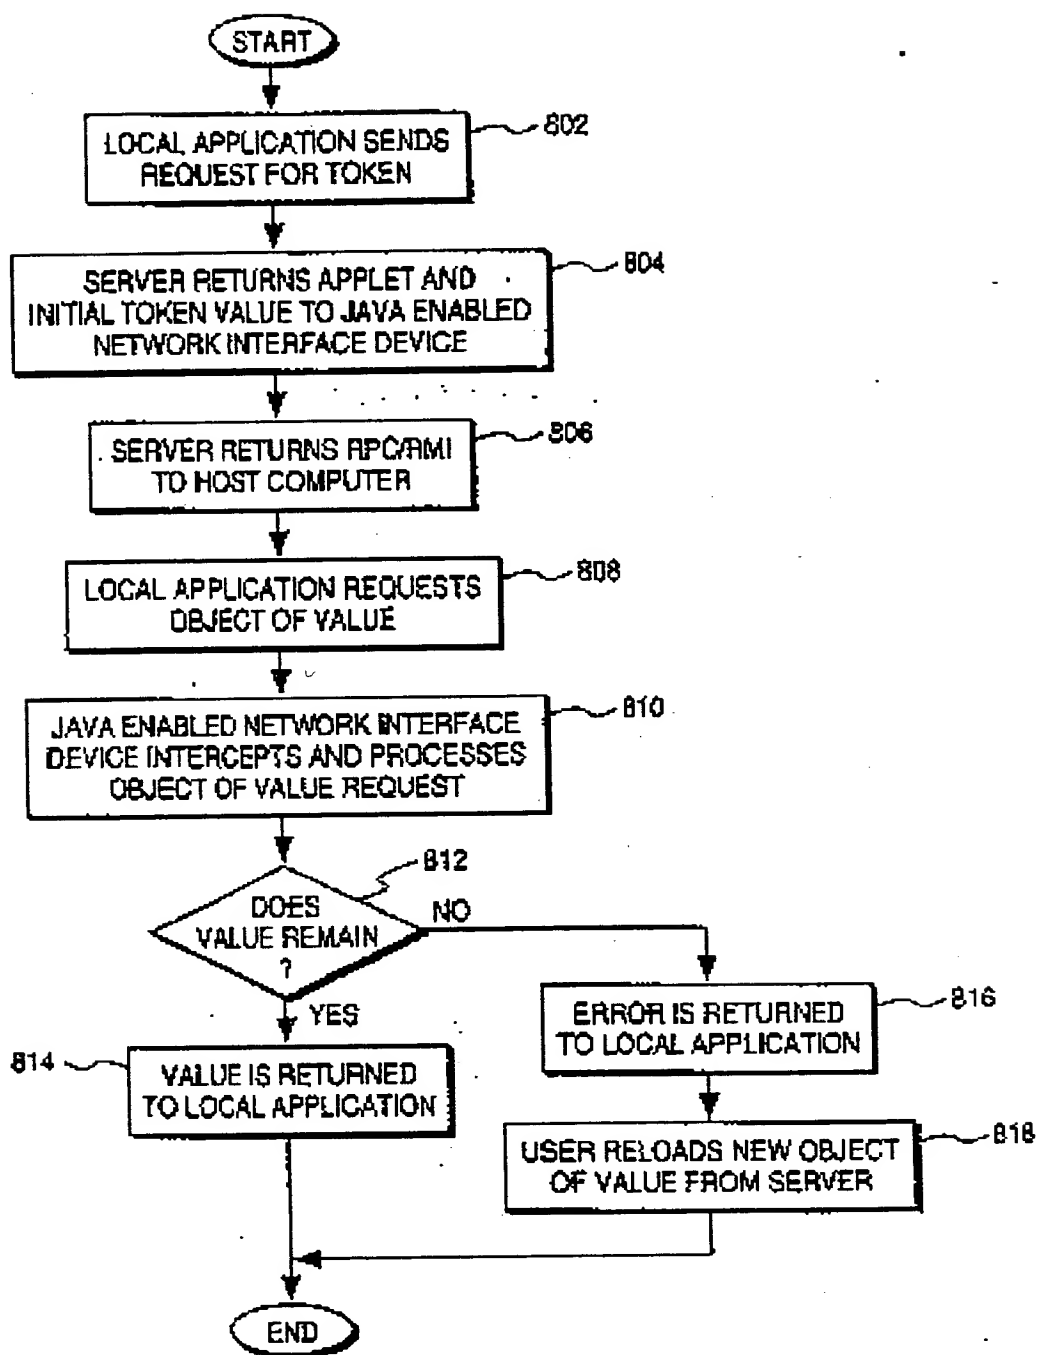 START
LOCAL APPLICATION SENDS
REQUEST FOR TOKEN
802
SERVER RETURNS APPLET AND
INITIAL TOKEN VALUE TO JAVA ENABLED
NETWORK INTERFACE DEVICE
804
SERVER RETURNS RPC/RMI
TO HOST COMPUTER
806
LOCAL APPLICATION REQUESTS
OBJECT OF VALUE
808
JAVA ENABLED NETWORK INTERFACE
DEVICE INTERCEPTS AND PROCESSES
OBJECT OF VALUE REQUEST
810
DOES
VALUE REMAIN
?
812
NO
YES
VALUE IS RETURNED
TO LOCAL APPLICATION
814
ERROR IS RETURNED
TO LOCAL APPLICATION
816
USER RELOADS NEW OBJECT
OF VALUE FROM SERVER
818
END